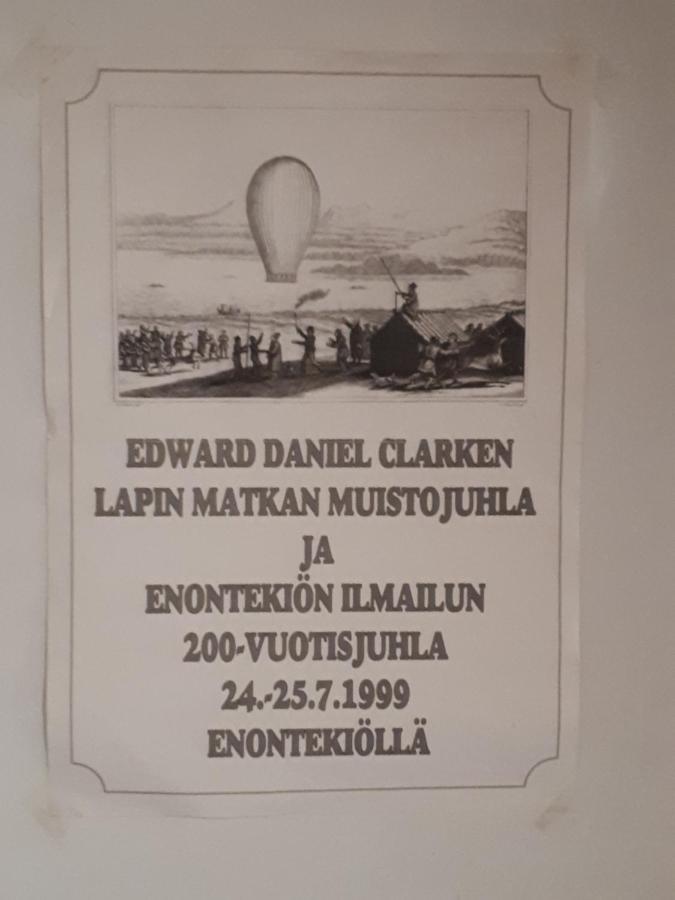 EDWARD DANIEL CLARKEN
LAPIN MATKAN MUISTOJUHLA
JA
ENONTEKIÖN ILMAILUN
200-VUOTISJUHLA
24.-25.7.1999
ENONTEKIÖLLÄ